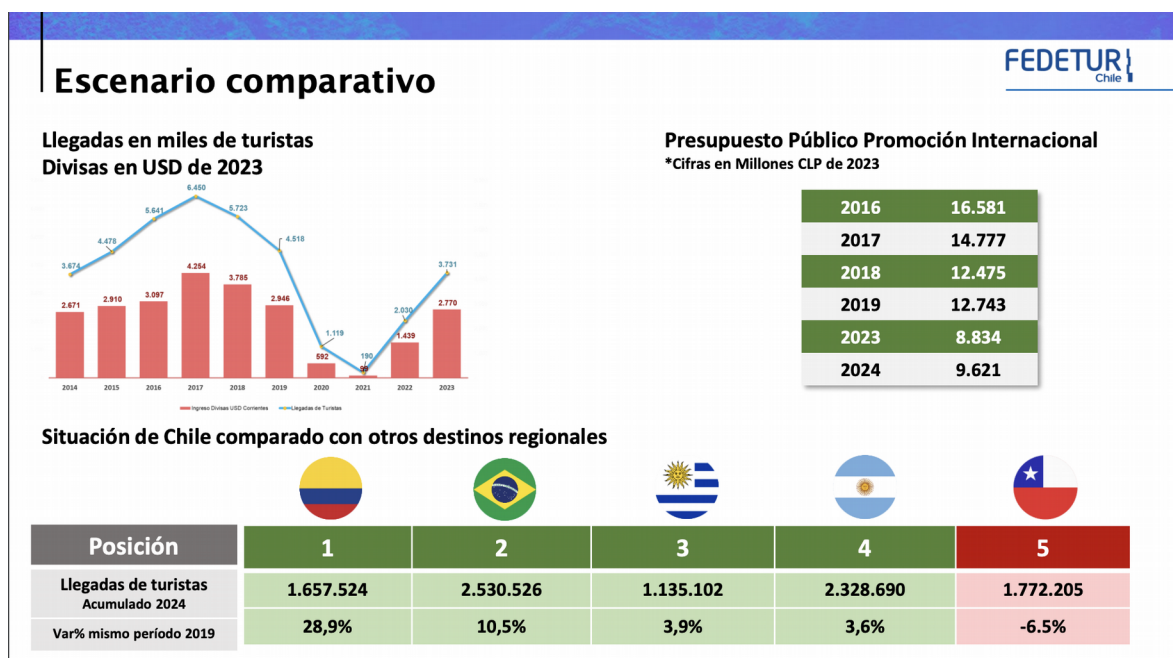 Escenario comparativo
FEDETUR
Chile
Llegadas en miles de turistas
Divisas en USD de 2023
6.450
5.641
5.723
4.478
4.518
3.674
3.731
4.254
3.785
3.097
2.910
2.946
2.671
2.770
2.030
1.439
1.119
592
190
99
2014 2015 2016 2017 2018 2019 2020 2021 2022 2023
Ingreso Divisas USD Corrientes Llegadas de Turistas
Presupuesto Público Promoción Internacional
*Cifras en Millones CLP de 2023
2016 16.581
2017 14.777
2018 12.475
2019 12.743
2023 8.834
2024 9.621
Situación de Chile comparado con otros destinos regionales
Posición 1 2 3 4 5
Llegadas de turistas
Acumulado 2024
1.657.524 2.530.526 1.135.102 2.328.690 1.772.205
Var% mismo período 2019 28,9% 10,5% 3,9% 3,6% -6.5%